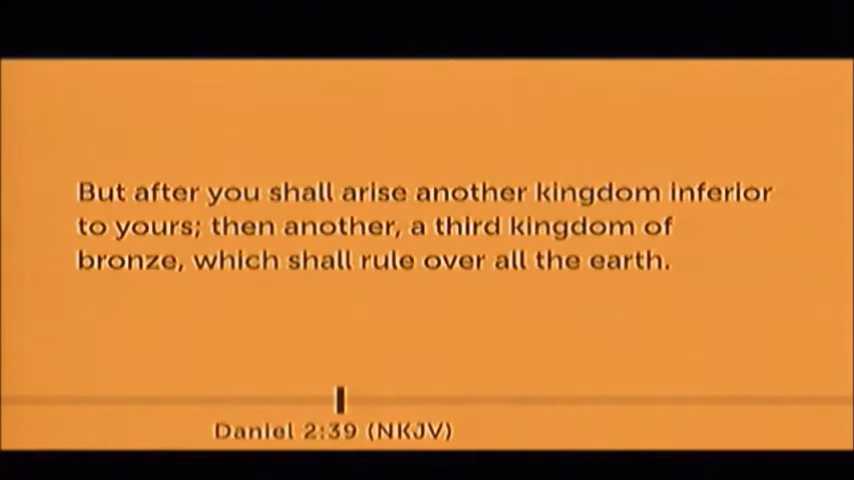 But after you shall arise another kingdom inferior
to yours; then another, a third kingdom of
bronze, which shall rule over all the earth.
Daniel 2:39 (NKJV)